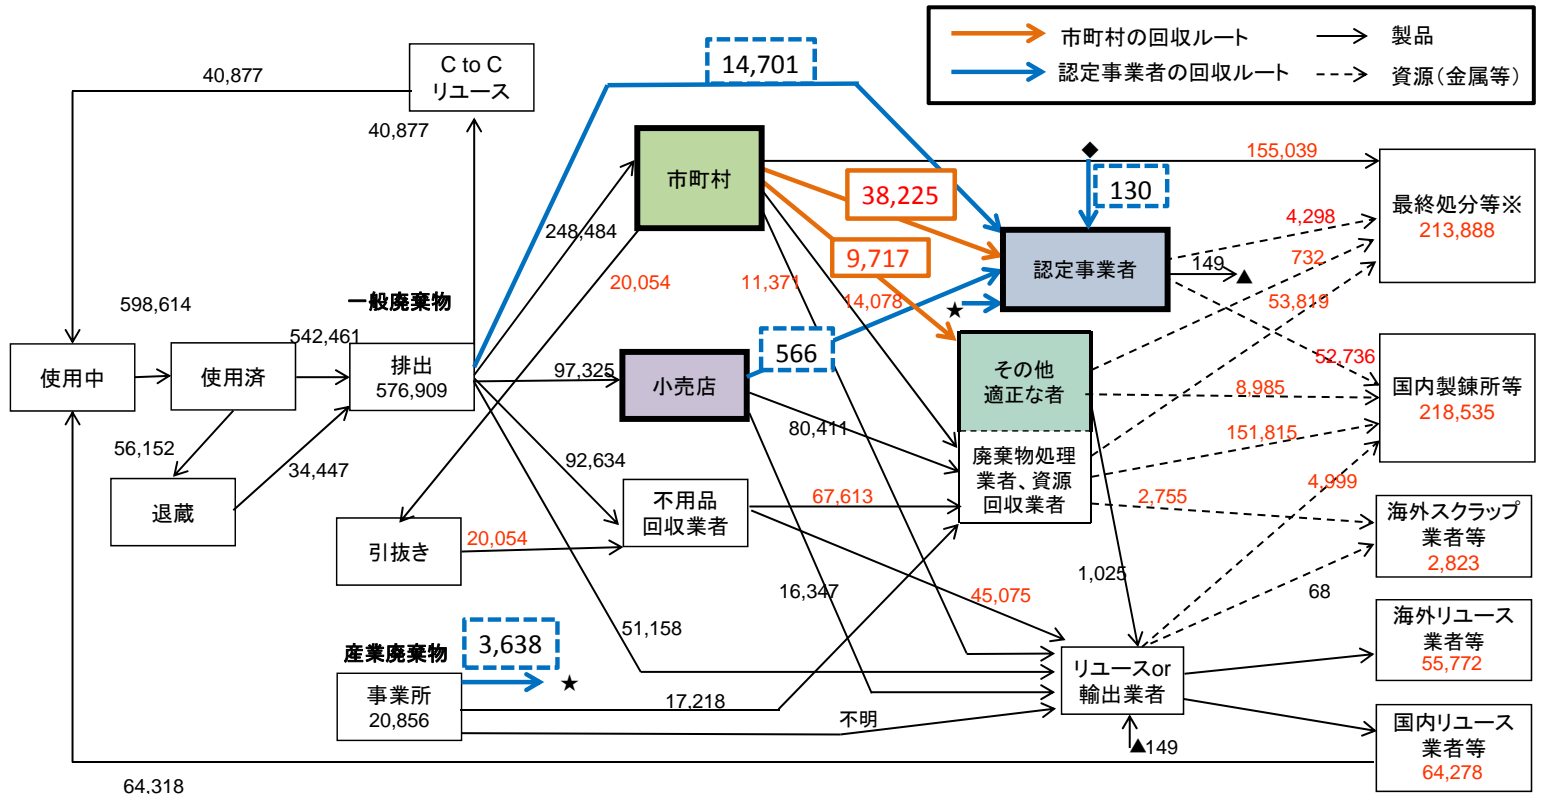 市町村の回収ルート
製品
認定事業者の回収ルート
資源（金属等）
14,701
40,877
C to C
リユース
40,877
市町村
155,039
38,225
130
最終処分等※
213,888
4,298
248,484
9,717
認定事業者
732
149▲
20,054
11,371
14,078
53,819
★
一般廃棄物
598,614
542,461
使用中
使用済
排出
576,909
97,325
小売店
566
その他
適正な者
52,736
8,985
国内製錬所等
218,535
56,152
34,447
80,411
151,815
92,634
廃棄物処理
業者、資源
回収業者
退蔵
不用品
回収業者
67,613
2,755
4,999
海外スクラップ
業者等
2,823
引抜き
20,054
1,025
16,347
45,075
68
51,158
海外リユース
業者等
55,772
産業廃棄物
3,638
★
事業所
20,856
17,218
不明
リユースor
輸出業者
▲149
国内リユース
業者等
64,278
64,318
◆